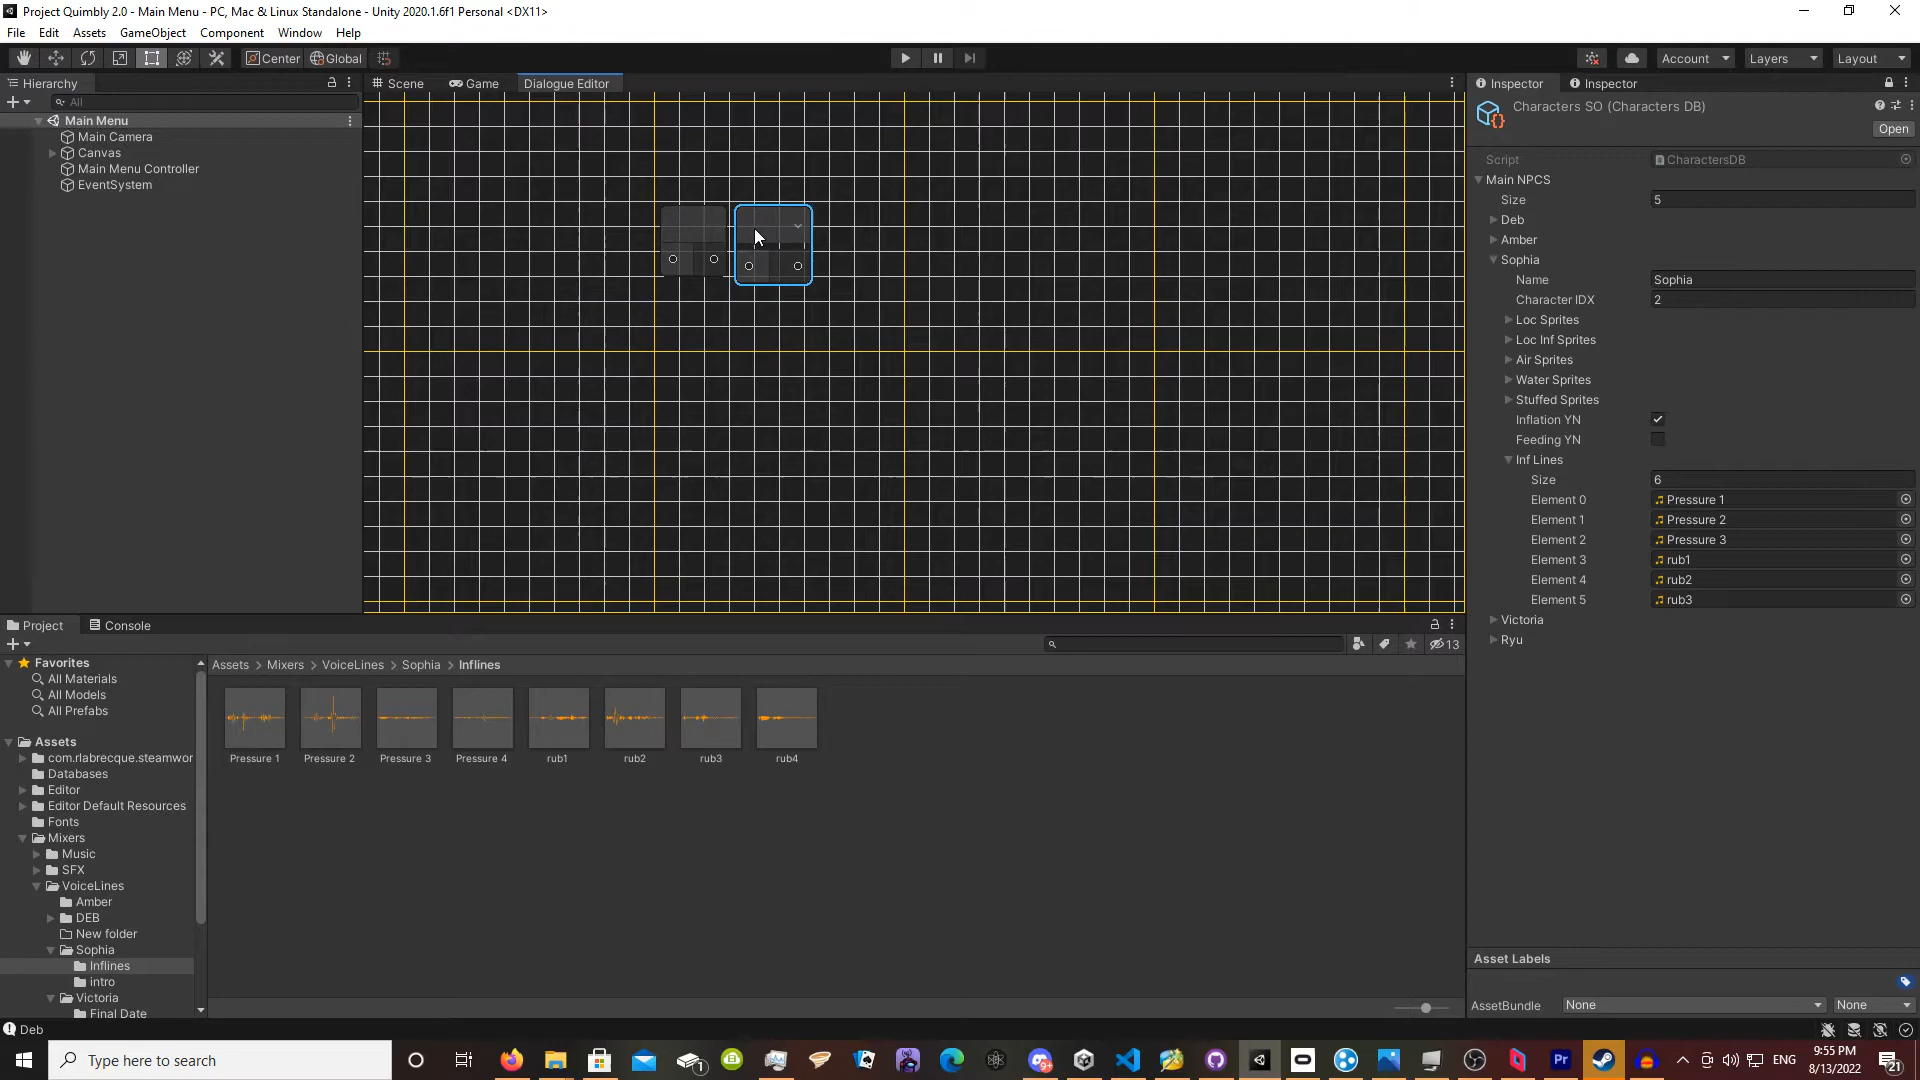 Project Quimbly 2.0 - Main Menu - PC, Mac & Linux Standalone - Unity 2020.1.6f1 Personal <DX11>
File Edit Assets GameObject Component Window Help
Center Global Account Layers Layout
Hierarchy
All
Main Menu
Main Camera
Canvas
Main Menu Controller
EventSystem
Scene Game Dialogue Editor
Inspector Inspector
Characters SO (Characters DB)
Open
Script CharactersDB
Main NPCS
Size 5
Deb
Amber
Sophia
Name Sophia
Character IDX 2
Loc Sprites
Loc Inf Sprites
Air Sprites
Water Sprites
Stuffed Sprites
Inflation YN
Feeding YN
Inf Lines
Size 6
Element 0 Pressure 1
Element 1 Pressure 2
Element 2 Pressure 3
Element 3 rub1
Element 4 rub2
Element 5 rub3
Victoria
Ryu
Asset Labels
AssetBundle None None
Project Console
13
Favorites
All Materials
All Models
All Prefabs
Assets
com.rlabrecque.steamwor
Databases
Editor
Editor Default Resources
Fonts
Mixers
Music
SFX
VoiceLines
Amber
DEB
New folder
Sophia
Inflines
intro
Victoria
Final Date
Assets > Mixers > VoiceLines > Sophia > Inflines
Pressure 1 Pressure 2 Pressure 3 Pressure 4 rub1 rub2 rub3 rub4
Deb
Type here to search
ENG
9:55 PM
8/13/2022
21